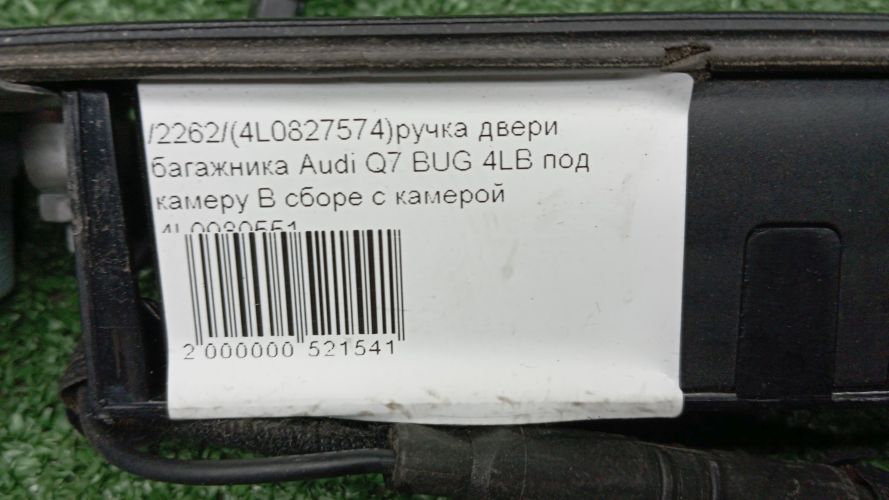 /2262/(4L0827574)ручка двери
багажника Audi Q7 BUG 4LB под
камеру В сборе с камерой
2 000000 521541